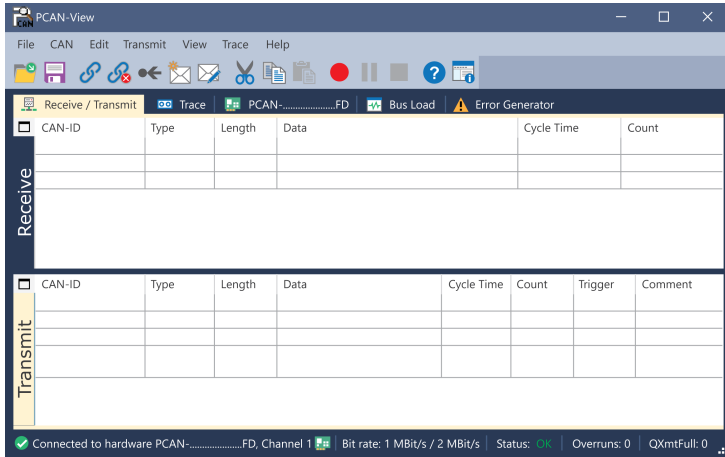 PCAN-View
File CAN Edit Transmit View Trace Help
Receive / Transmit Trace PCAN-.....................FD Bus Load Error Generator
CAN-ID Type Length Data Cycle Time Count
Receive
CAN-ID Type Length Data Cycle Time Count Trigger Comment
Transmit
Connected to hardware PCAN-.....................FD, Channel 1 Bit rate: 1 MBit/s / 2 MBit/s Status: OK Overruns: 0 QXmtFull: 0